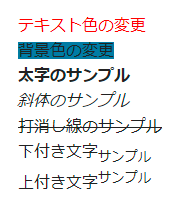 テキスト色の変更
背景色の変更
太字のサンプル
斜体のサンプル
打消し線のサンプル
下付き文字サンプル
上付き文字サンプル